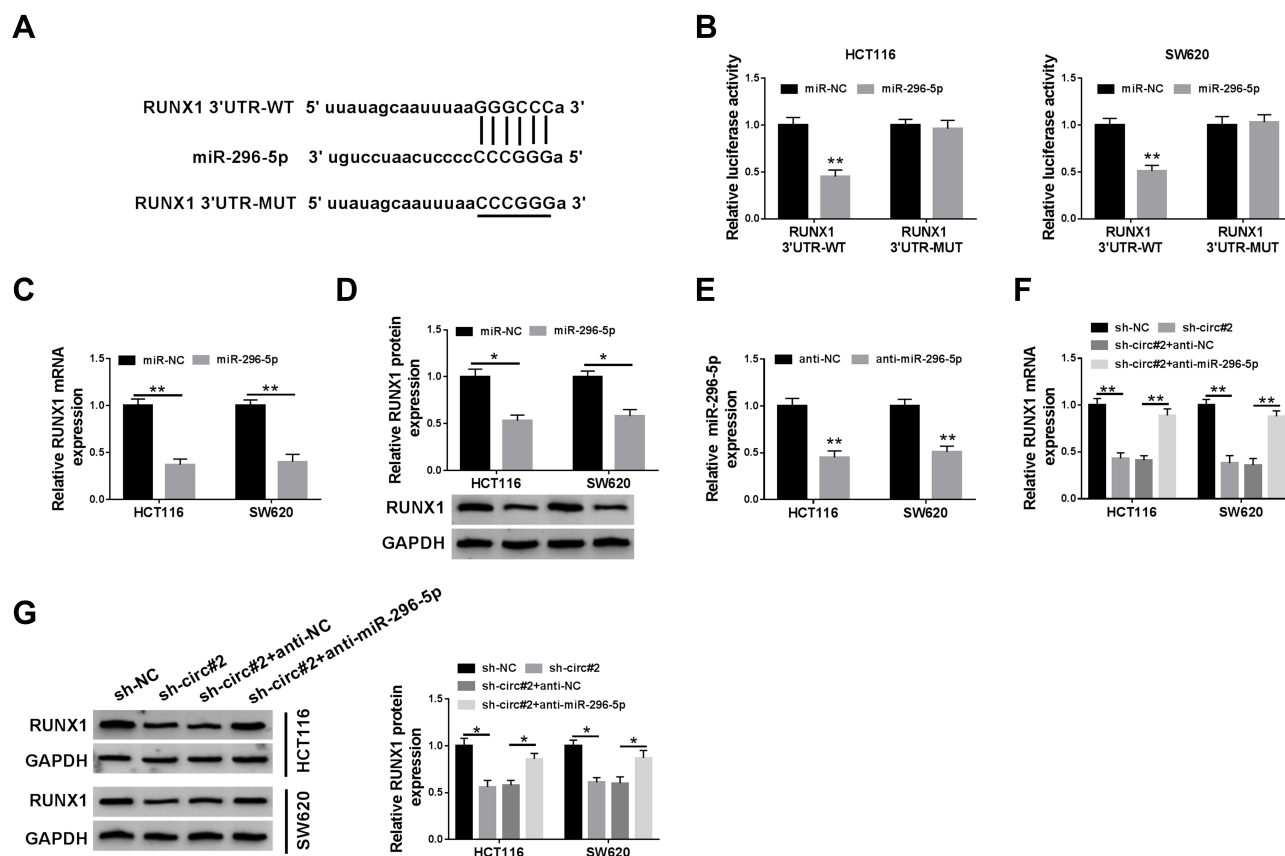 A
RUNX1 3'UTR-WT 5' uuauagcaauuuaaGGGCCCa 3'
miR-296-5p 3' uguccuaacuccccCCCGGGa 5'
RUNX1 3'UTR-MUT 5' uuauagcaauuuaaCCCGGGa 3'
B
HCT116
Relative luciferase activity
1.5
1.0
0.5
0.0
miR-NC miR-296-5p
** 
RUNX1 3'UTR-WT
RUNX1 3'UTR-MUT
SW620
Relative luciferase activity
1.5
1.0
0.5
0.0
miR-NC miR-296-5p
**
RUNX1 3'UTR-WT
RUNX1 3'UTR-MUT
C
Relative RUNX1 mRNA
expression
1.5
1.0
0.5
0.0
miR-NC miR-296-5p
** **
HCT116 SW620
D
Relative RUNX1 protein
expression
1.5
1.0
0.5
0.0
miR-NC miR-296-5p
* *
HCT116 SW620
RUNX1
GAPDH
E
Relative miR-296-5p
expression
1.5
1.0
0.5
0.0
anti-NC anti-miR-296-5p
** **
HCT116 SW620
F
sh-NC sh-circ#2
sh-circ#2+anti-NC
sh-circ#2+anti-miR-296-5p
Relative RUNX1 mRNA
expression
1.5
1.0
0.5
0.0
** ** ** **
HCT116 SW620
G
sh-NC
sh-circ#2
sh-circ#2+anti-NC
sh-circ#2+anti-miR-296-5p
RUNX1
GAPDH
HCT116
RUNX1
GAPDH
SW620
sh-NC sh-circ#2
sh-circ#2+anti-NC
sh-circ#2+anti-miR-296-5p
Relative RUNX1 protein
expression
1.5
1.0
0.5
0.0
* * * *
HCT116 SW620